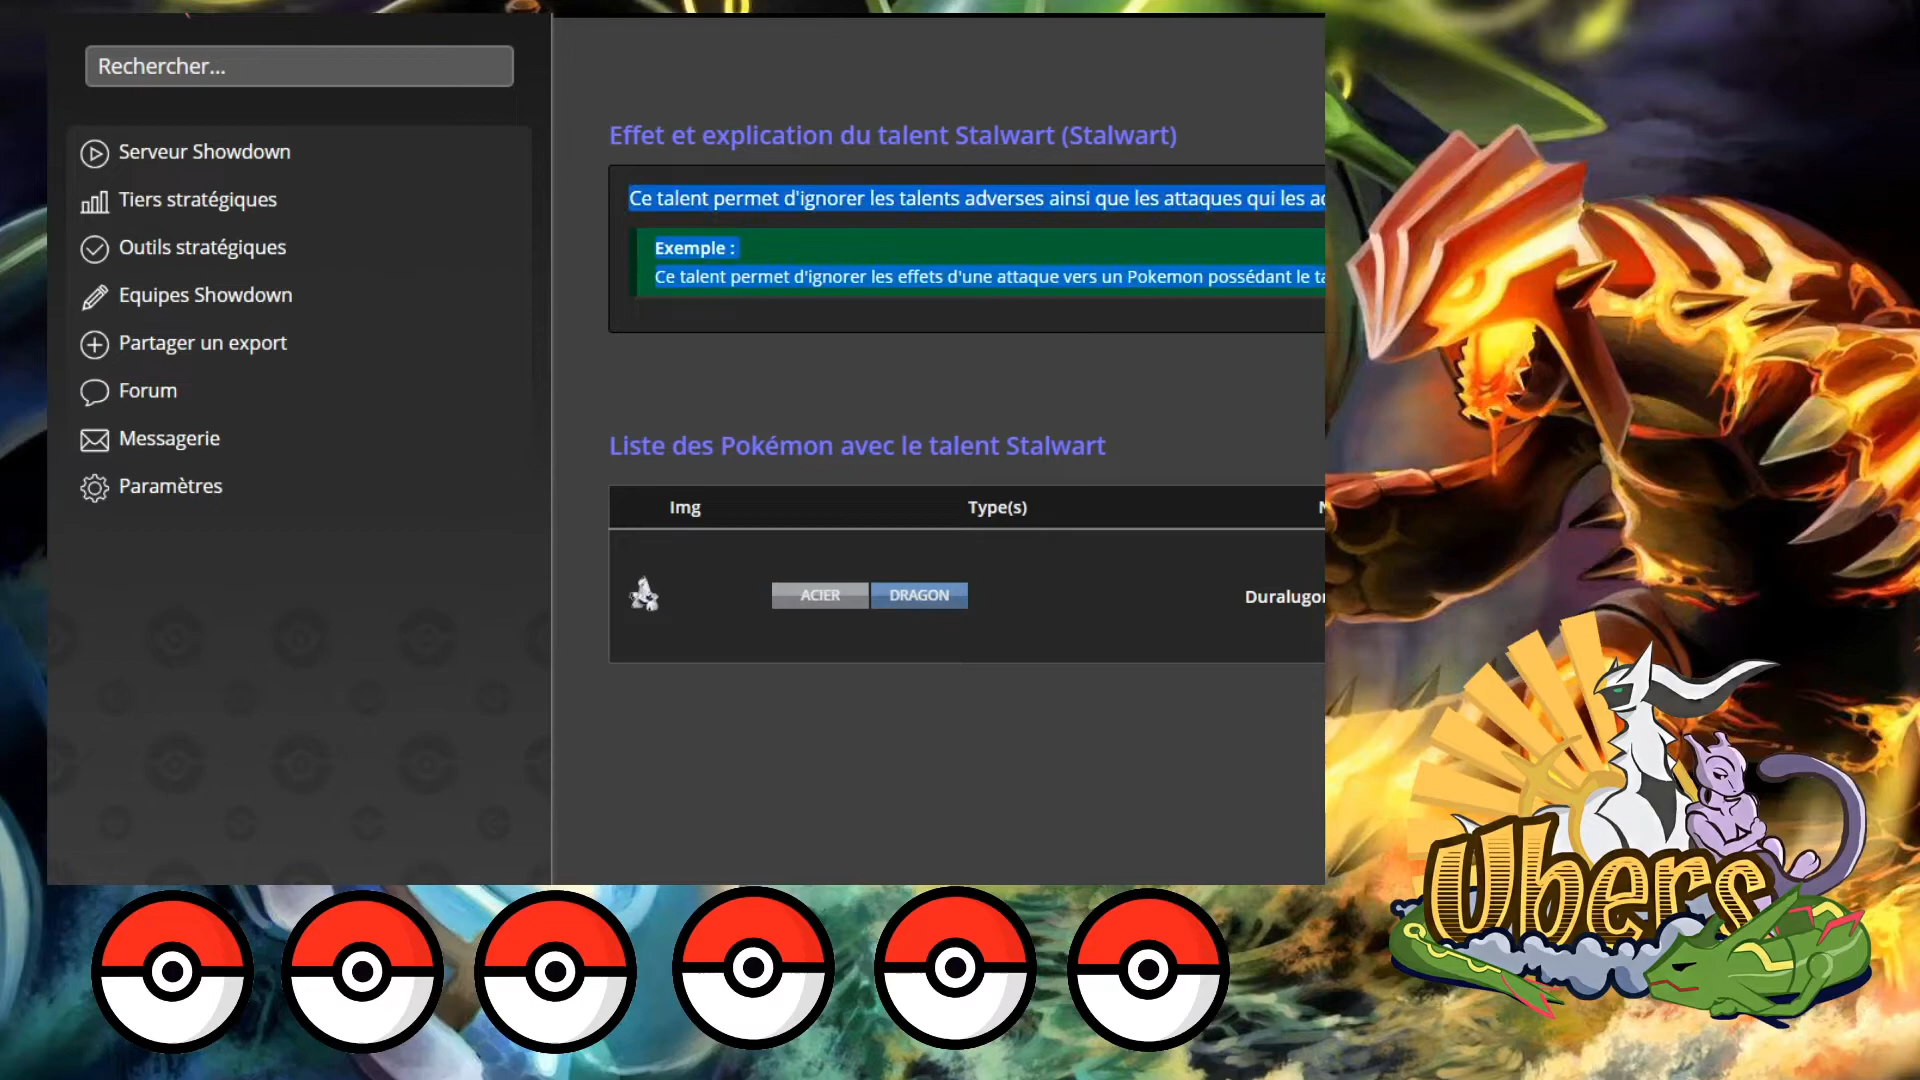 Rechercher...
Serveur Showdown
Tiers stratégiques
Outils stratégiques
Equipes Showdown
Partager un export
Forum
Messagerie
Paramètres
Effet et explication du talent Stalwart (Stalwart)
Ce talent permet d'ignorer les talents adverses ainsi que les attaques qui les
Exemple :
Ce talent permet d'ignorer les effets d'une attaque vers un Pokemon possédant le
Liste des Pokémon avec le talent Stalwart
Img Type(s)
ACIER DRAGON Duralugon
Ubers